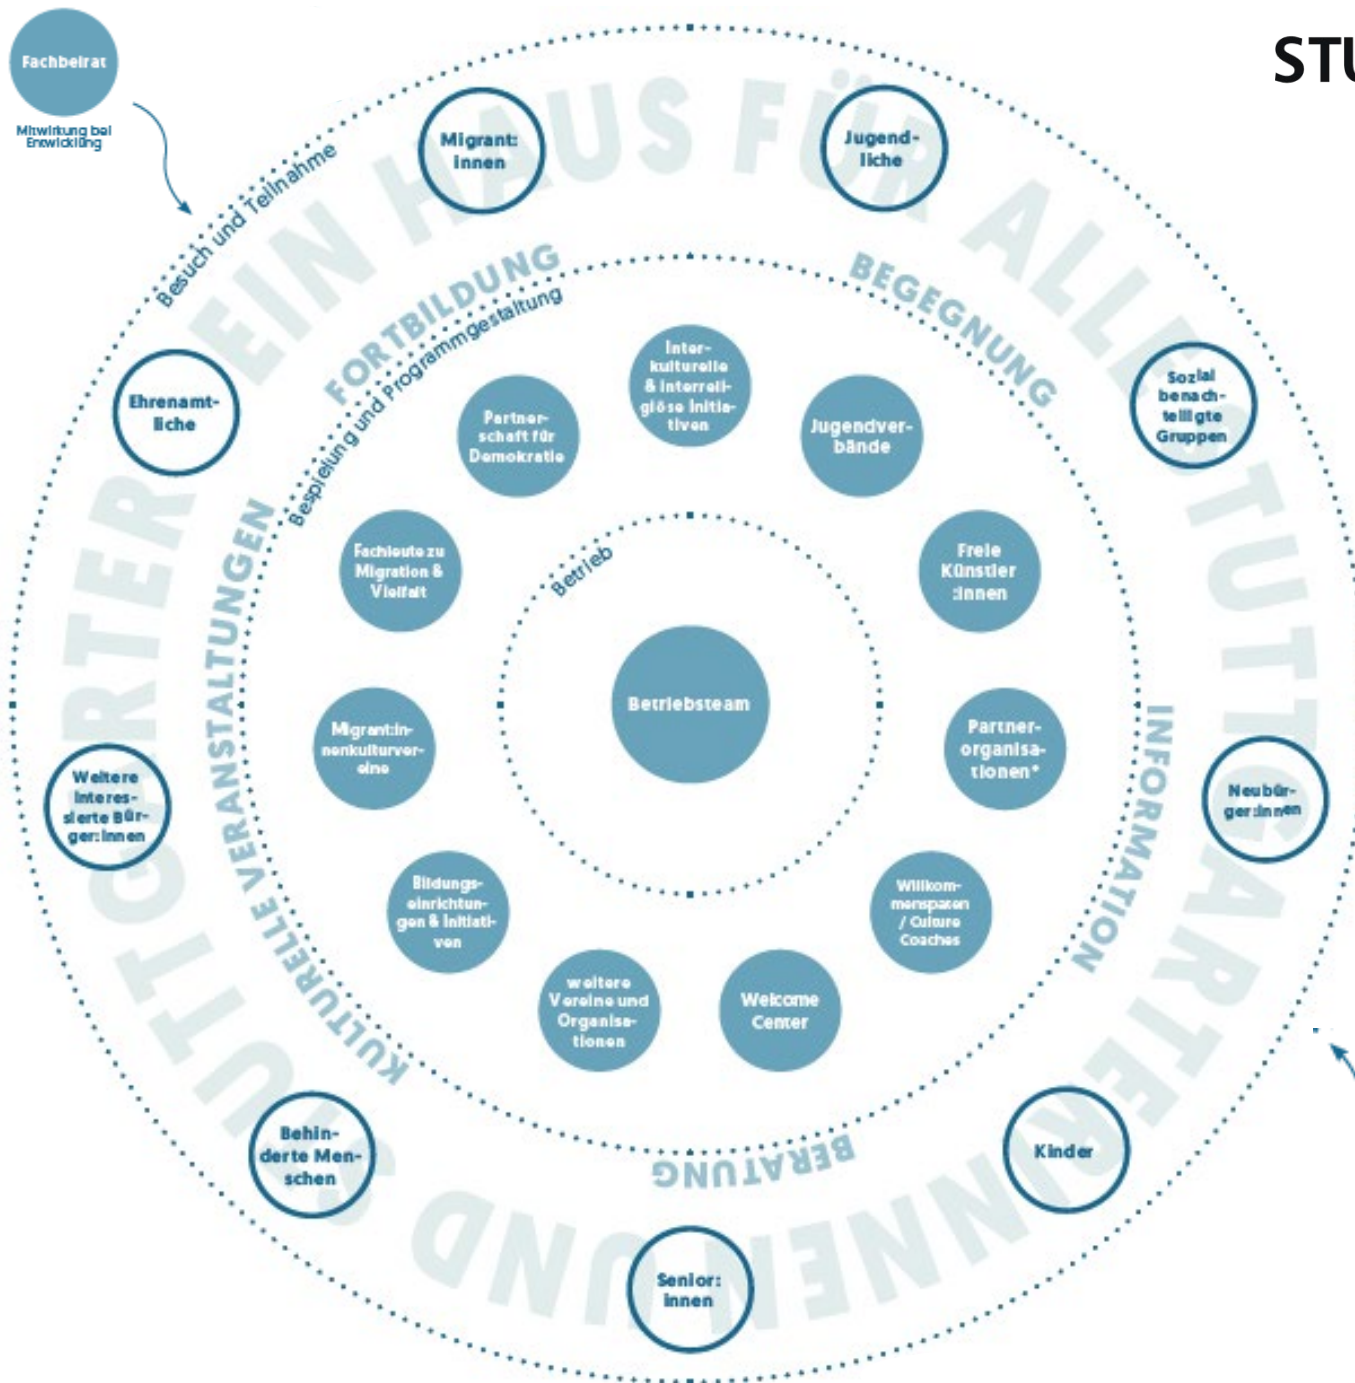 Fachbeirat
Mitwirkung bei
Entwicklung
STU
EIN HAUS FÜR ALLE STUTTGARTERINNEN UND STUTTGARTER
Besuch und Teilnahme
Migrant:
innen
Jugend-
liche
Sozial
benach-
teiligte
Gruppen
Neubür-
ger:innen
Kinder
Senior:
innen
Behin-
derte Men-
schen
Weitere
interes-
sierte Bür-
ger:innen
Ehrenamt-
liche
FORTBILDUNG
BEGEGNUNG
INFORMATION
BERATUNG
KULTURELLE VERANSTALTUNGEN
Bespielung und Programmgestaltung
Inter-
kulturelle
& interreli-
giöse Initia-
tiven
Jugendver-
bände
Freie
Künstler
:innen
Partner-
organisa-
tionen*
Willkom-
menspaten
/ Culture
Coaches
Welcome
Center
weitere
Vereine und
Organisa-
tionen
Bildungs-
einrichtun-
gen & Initiati-
ven
Migrant:in-
nenkulturver-
eine
Fachleute zu
Migration &
Vielfalt
Partner-
schaft für
Demokratie
Betrieb
Betriebsteam